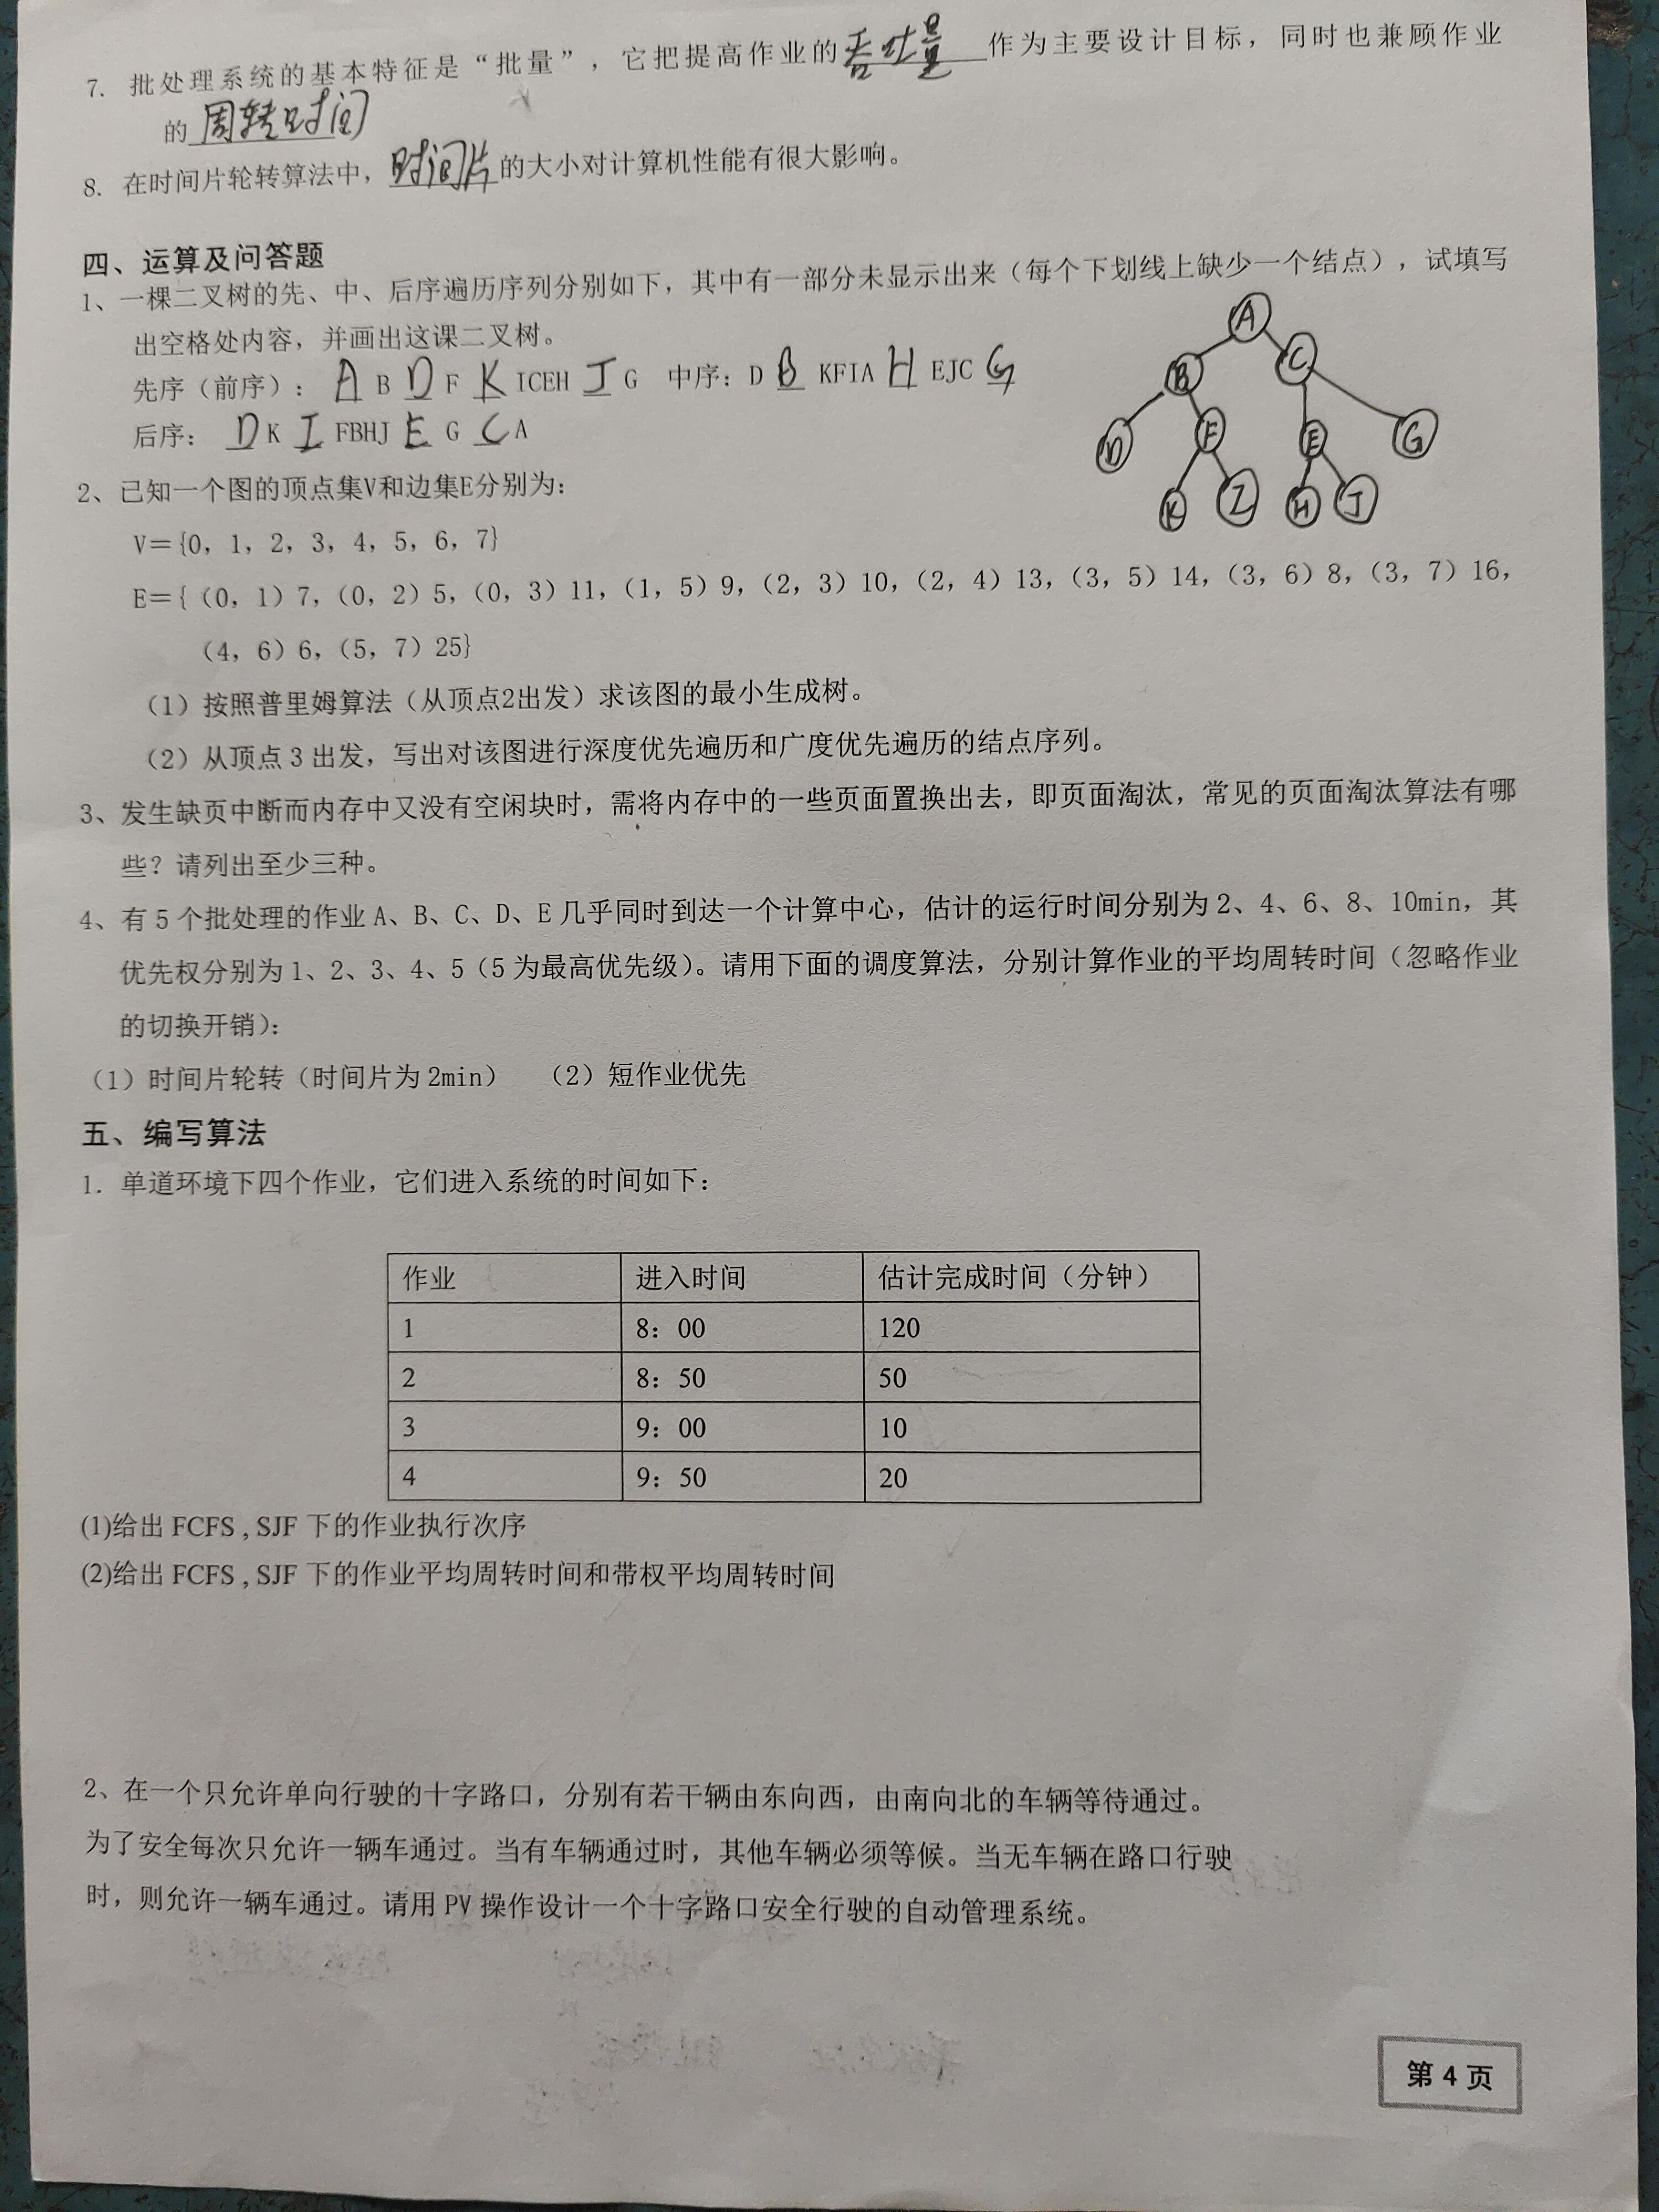 7. 批处理系统的基本特征是“批量”，它把提高作业的吞吐量作为主要设计目标，同时也兼顾作业
的周转时间
8. 在时间片轮转算法中，时间片的大小对计算机性能有很大影响。
四、运算及问答题
1、一棵二叉树的先、中、后序遍历序列分别如下，其中有一部分未显示出来（每个下划线上缺少一个结点），试填写
出空格处内容，并画出这课二叉树。
先序（前序）： A B D F K ICEH J G 中序：D B KFIA H EJC G
后序： D K I FBHJ E G C A
A
B C
D F E G
K I H J
2、已知一个图的顶点集V和边集E分别为：
V＝{0，1，2，3，4，5，6，7}
E＝{（0，1）7，（0，2）5，（0，3）11，（1，5）9，（2，3）10，（2，4）13，（3，5）14，（3，6）8，（3，7）16，
（4，6）6，（5，7）25}
（1）按照普里姆算法（从顶点2出发）求该图的最小生成树。
（2）从顶点 3 出发，写出对该图进行深度优先遍历和广度优先遍历的结点序列。
3、发生缺页中断而内存中又没有空闲块时，需将内存中的一些页面置换出去，即页面淘汰，常见的页面淘汰算法有哪
些？请列出至少三种。
4、有 5 个批处理的作业 A、B、C、D、E 几乎同时到达一个计算中心，估计的运行时间分别为 2、4、6、8、10min，其
优先权分别为 1、2、3、4、5（5 为最高优先级）。请用下面的调度算法，分别计算作业的平均周转时间（忽略作业
的切换开销）：
（1）时间片轮转（时间片为 2min） （2）短作业优先
五、编写算法
1. 单道环境下四个作业，它们进入系统的时间如下：
作业 进入时间 估计完成时间（分钟）
1 8：00 120
2 8：50 50
3 9：00 10
4 9：50 20
(1)给出 FCFS , SJF 下的作业执行次序
(2)给出 FCFS , SJF 下的作业平均周转时间和带权平均周转时间
2、在一个只允许单向行驶的十字路口，分别有若干辆由东向西，由南向北的车辆等待通过。
为了安全每次只允许一辆车通过。当有车辆通过时，其他车辆必须等候。当无车辆在路口行驶
时，则允许一辆车通过。请用 PV 操作设计一个十字路口安全行驶的自动管理系统。
第 4 页